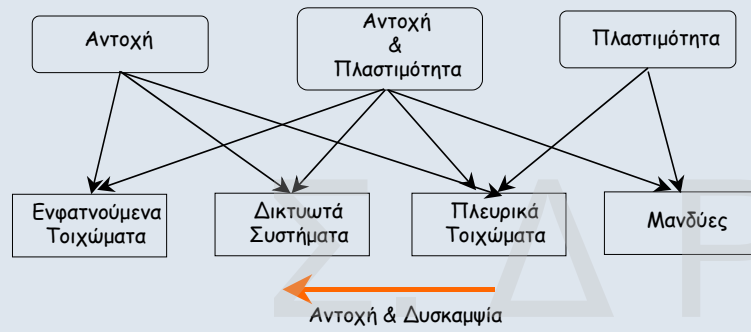 Αντοχή
Αντοχή
&
Πλαστιμότητα
Πλαστιμότητα
Ενφατνούμενα
Τοιχώματα
Δικτυωτά
Συστήματα
Πλευρικά
Τοιχώματα
Μανδύες
Αντοχή & Δυσκαμψία
Σ. Δ Ρ